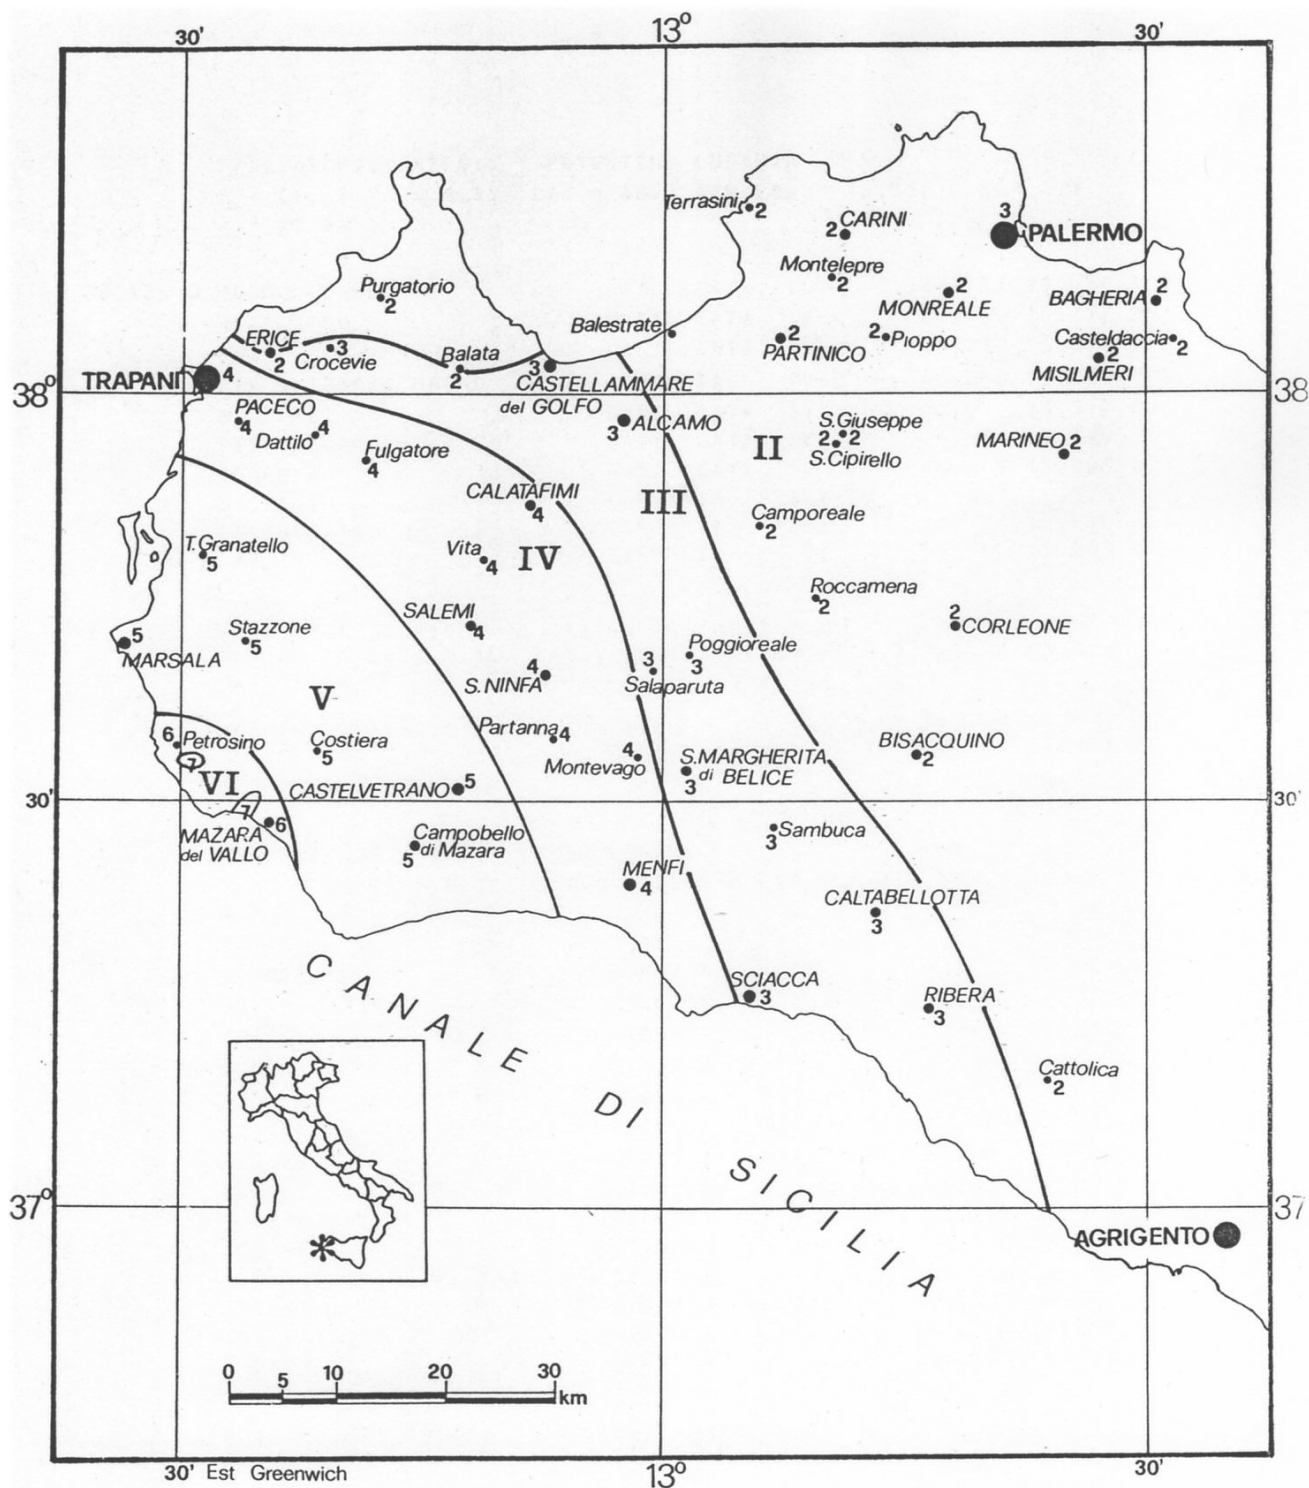 30'
13º
30'
Terrasini
2
2
CARINI
3
PALERMO
Montelepre
2
Purgatorio
2
2
MONREALE
2
BAGHERIA
Balestrate
2
PARTINICO
2
Pioppo
Casteldaccia
2
2
MISILMERI
ERICE
2
3
Crocevie
Balata
2
3
CASTELLAMMARE
del GOLFO
TRAPANI
4
38º
38
PACECO
4
Dattilo
4
3
ALCAMO
S.Giuseppe
2
2
S.Cipirello
II
MARINEO
2
Fulgatore
4
CALATAFIMI
4
III
Camporeale
2
T.Granatello
5
Vita
4
IV
Roccamena
2
SALEMI
4
2
CORLEONE
5
MARSALA
Stazzone
5
Poggioreale
3
3
Salaparuta
4
S.NINFA
V
6
Petrosino
Costiera
5
Partanna
4
4
Montevago
S.MARGHERITA
di BELICE
3
BISACQUINO
2
7
VI
CASTELVETRANO
5
30'
30'
7
6
MAZARA
del VALLO
Campobello
di Mazara
5
Sambuca
3
MENFI
4
CALTABELLOTTA
3
SCIACCA
3
RIBERA
3
Cattolica
2
CANALE DI SICILIA
37º
37
AGRIGENTO
0
5
10
20
30
km
30'
Est Greenwich
13º
30'